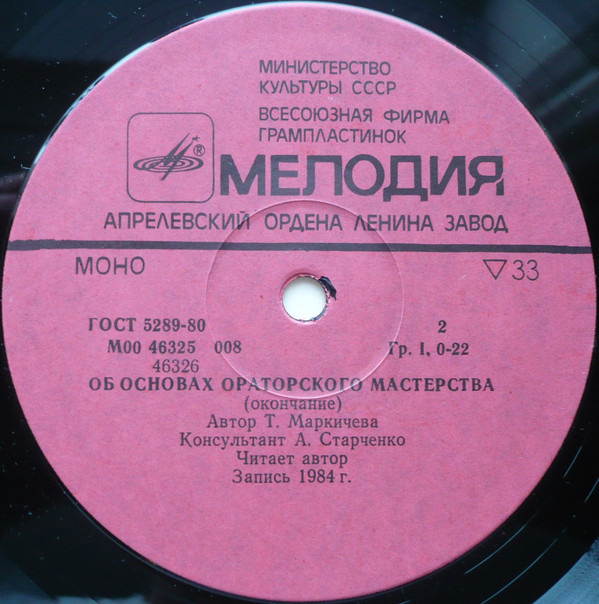 МИНИСТЕРСТВО
КУЛЬТУРЫ СССР
ВСЕСОЮЗНАЯ ФИРМА
ГРАМПЛАСТИНОК
®
МЕЛОДИЯ
АПРЕЛЕВСКИЙ ОРДЕНА ЛЕНИНА ЗАВОД
МОНО ▽33
ГОСТ 5289-80 2
М00 46325 008 Гр. 1, 0-22
46326
ОБ ОСНОВАХ ОРАТОРСКОГО МАСТЕРСТВА
(окончание)
Автор Т. Маркичева
Консультант А. Старченко
Читает автор
Запись 1984 г.